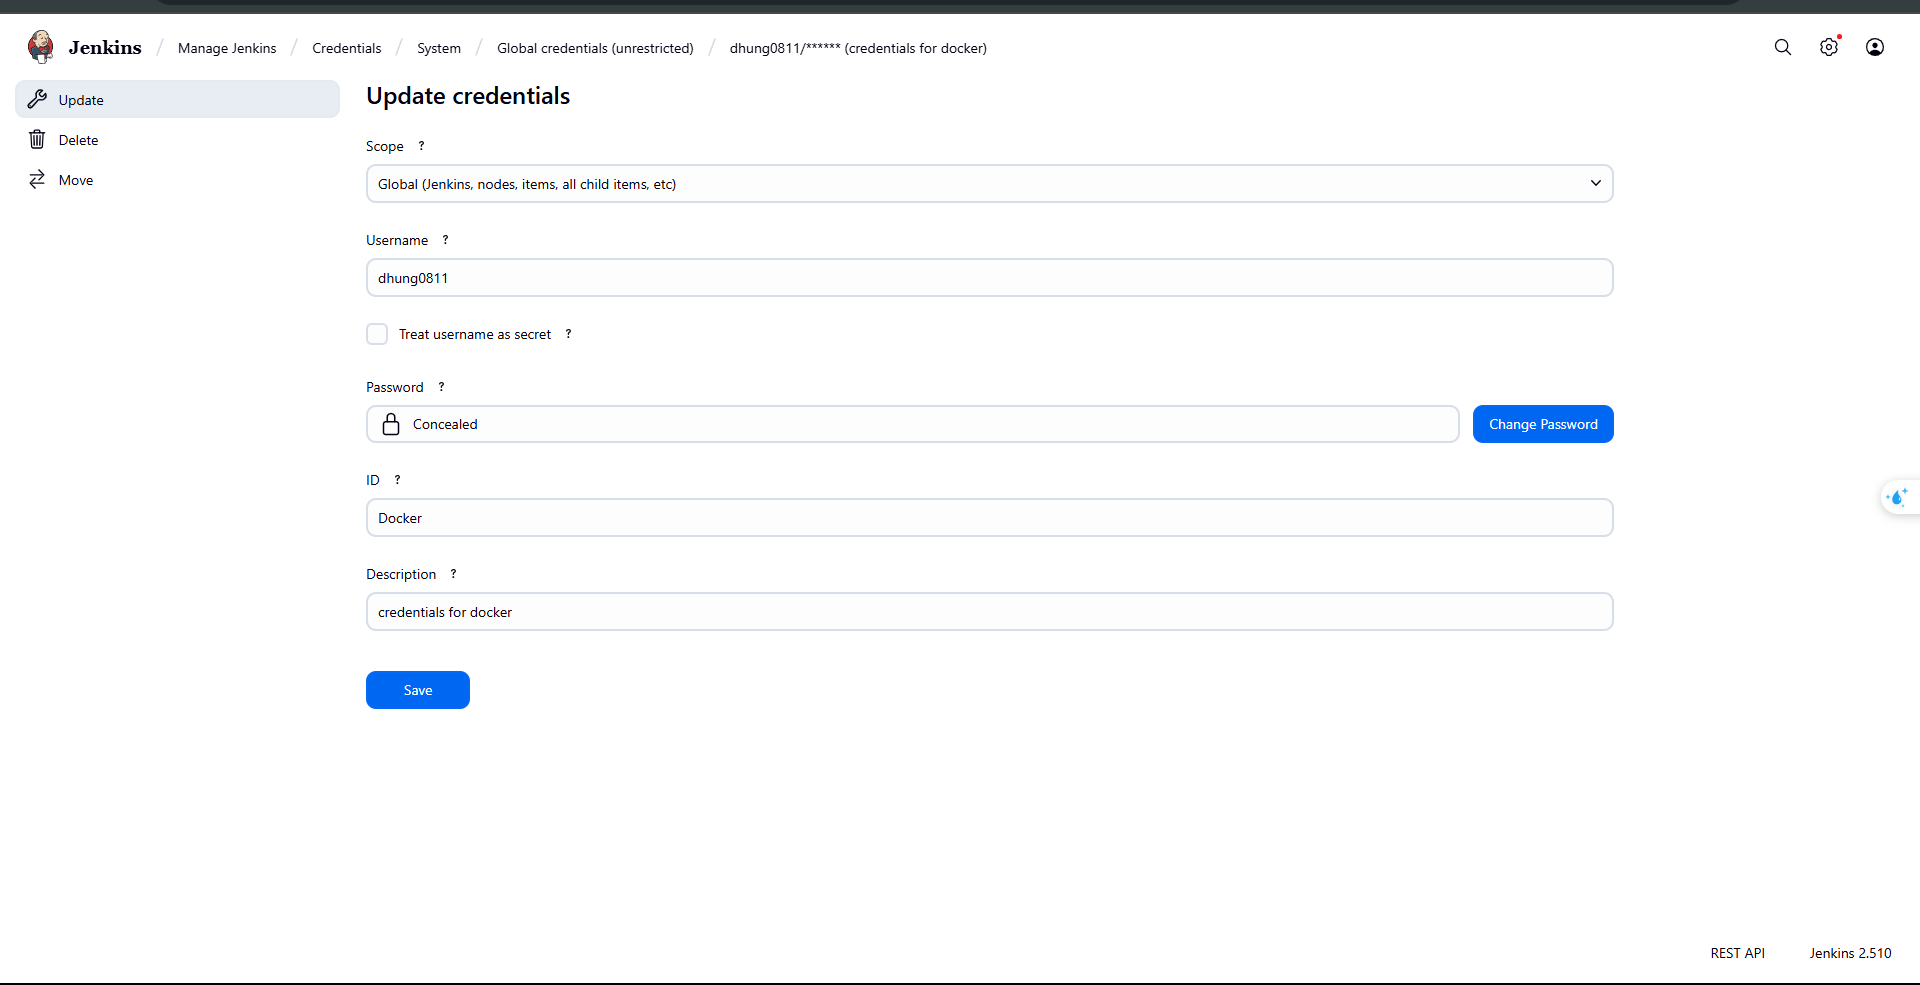 Jenkins / Manage Jenkins / Credentials / System / Global credentials (unrestricted) / dhung0811/****** (credentials for docker)
Update
Delete
Move
Update credentials
Scope ?
Global (Jenkins, nodes, items, all child items, etc)
Username ?
dhung0811
Treat username as secret ?
Password ?
Concealed
Change Password
ID ?
Docker
Description ?
credentials for docker
Save
REST API
Jenkins 2.510